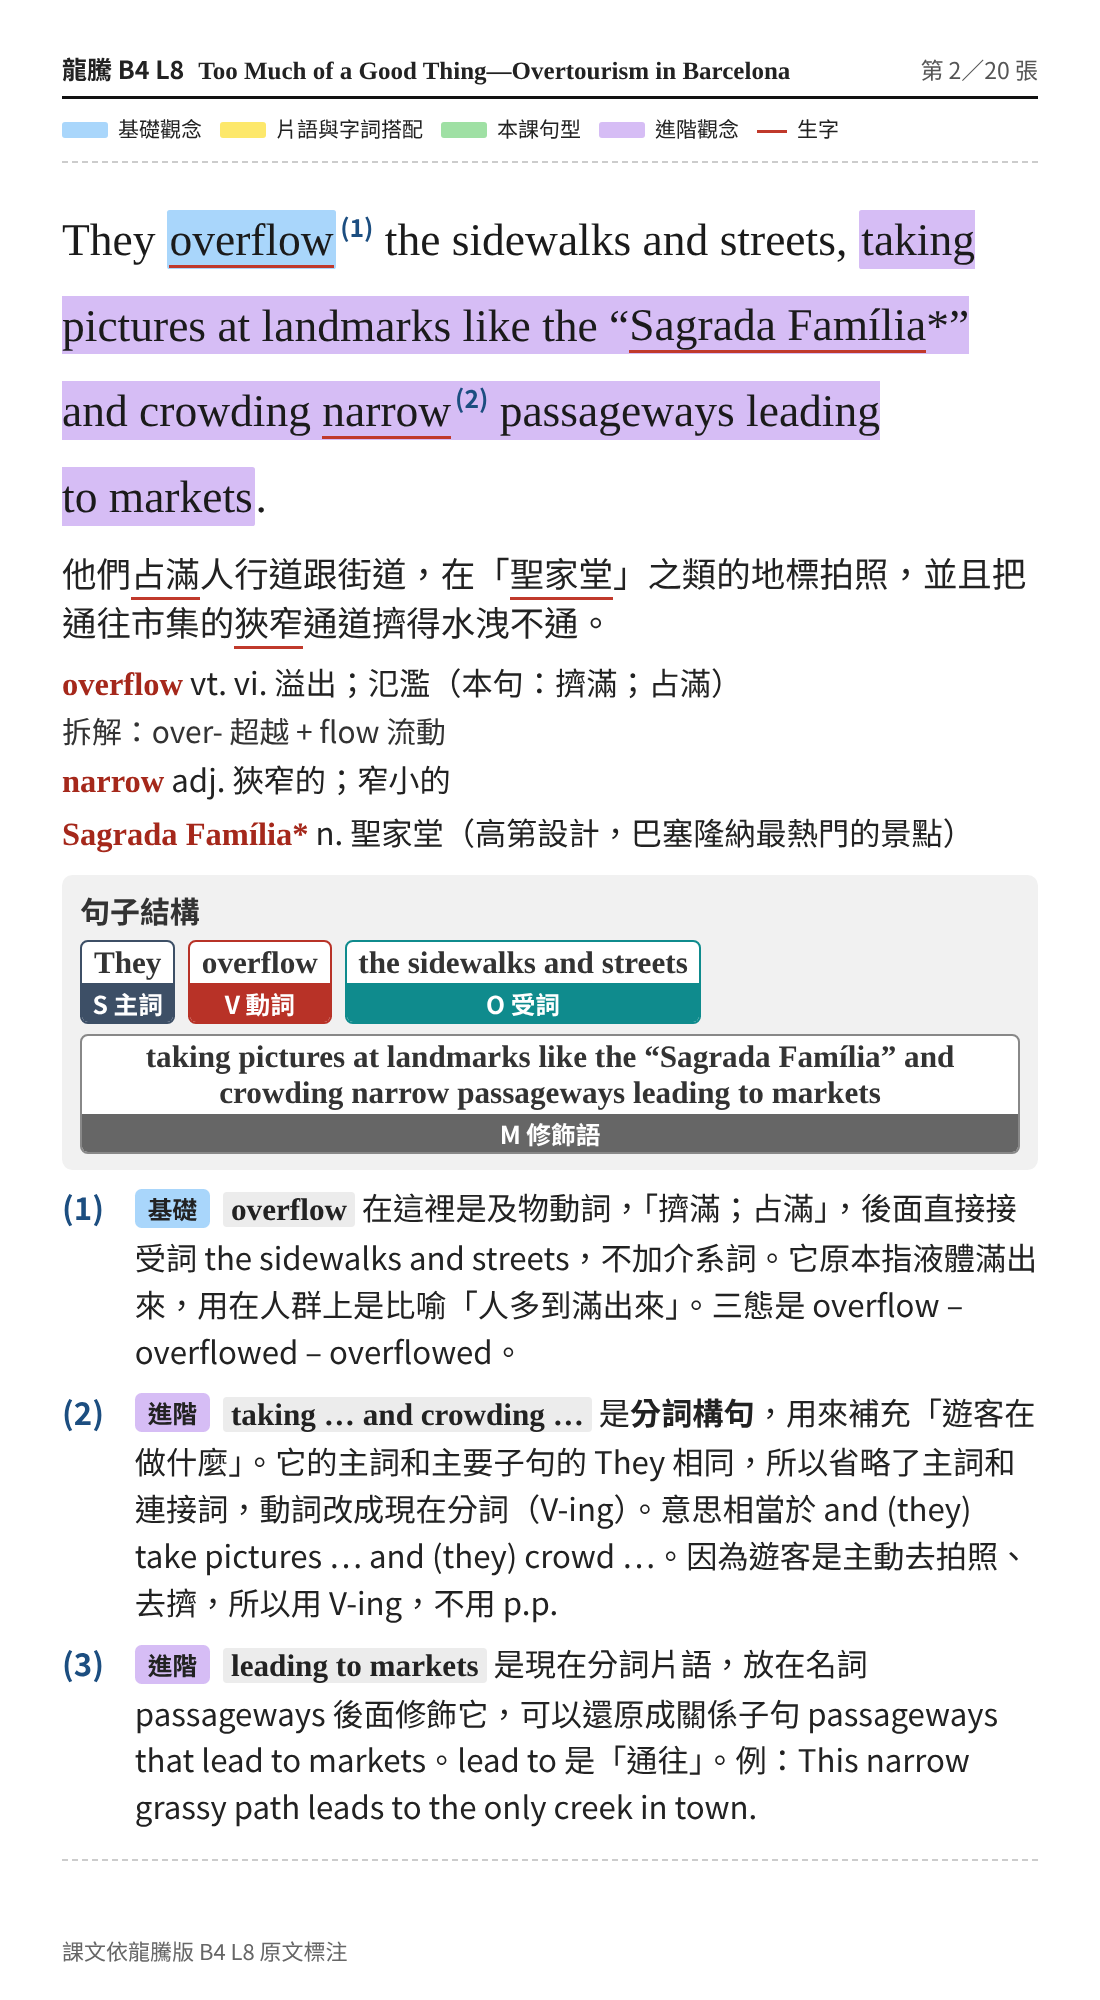 龍騰 B4 L8 Too Much of a Good Thing—Overtourism in Barcelona 第 2／20 張
基礎觀念 片語與字詞搭配 本課句型 進階觀念 生字
They overflow (1) the sidewalks and streets, taking
pictures at landmarks like the “Sagrada Família*”
and crowding narrow (2) passageways leading
to markets.
他們占滿人行道跟街道，在「聖家堂」之類的地標拍照，並且把
通往市集的狹窄通道擠得水洩不通。
overflow vt. vi. 溢出；氾濫（本句：擠滿；占滿）
拆解：over- 超越 + flow 流動
narrow adj. 狹窄的；窄小的
Sagrada Família* n. 聖家堂（高第設計，巴塞隆納最熱門的景點）
句子結構
They overflow the sidewalks and streets
S 主詞 V 動詞 O 受詞
taking pictures at landmarks like the “Sagrada Família” and
crowding narrow passageways leading to markets
M 修飾語
(1) 基礎 overflow 在這裡是及物動詞，「擠滿；占滿」，後面直接接
受詞 the sidewalks and streets，不加介系詞。它原本指液體滿出
來，用在人群上是比喻「人多到滿出來」。三態是 overflow –
overflowed – overflowed。
(2) 進階 taking … and crowding … 是分詞構句，用來補充「遊客在
做什麼」。它的主詞和主要子句的 They 相同，所以省略了主詞和
連接詞，動詞改成現在分詞（V-ing）。意思相當於 and (they)
take pictures … and (they) crowd …。因為遊客是主動去拍照、
去擠，所以用 V-ing，不用 p.p.
(3) 進階 leading to markets 是現在分詞片語，放在名詞
passageways 後面修飾它，可以還原成關係子句 passageways
that lead to markets。lead to 是「通往」。例：This narrow
grassy path leads to the only creek in town.
課文依龍騰版 B4 L8 原文標注